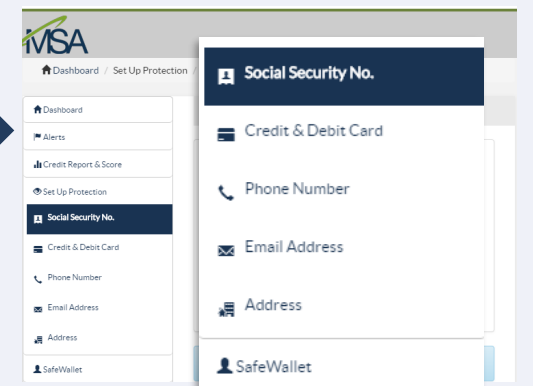 MSA
Dashboard / Set Up Protection /
Dashboard
Alerts
Credit Report & Score
Set Up Protection
Social Security No.
Credit & Debit Card
Phone Number
Email Address
Address
SafeWallet
Social Security No.
Credit & Debit Card
Phone Number
Email Address
Address
SafeWallet